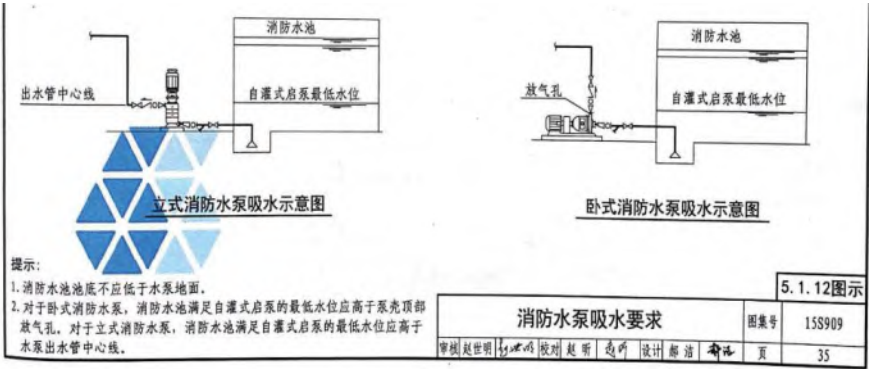 消防水池
出水管中心线
自灌式启泵最低水位
立式消防水泵吸水示意图
消防水池
放气孔
自灌式启泵最低水位
卧式消防水泵吸水示意图
提示:
1.消防水池池底不应低于水泵地面。
2.对于卧式消防水泵，消防水池满足自灌式启泵的最低水位应高于泵壳顶部
放气孔。对于立式消防水泵，消防水池满足自灌式启泵的最低水位应高于
水泵出水管中心线。
5.1.12图示
消防水泵吸水要求 图集号 15S909
审核 赵世明 校对 赵昕 设计 郝洁 页 35